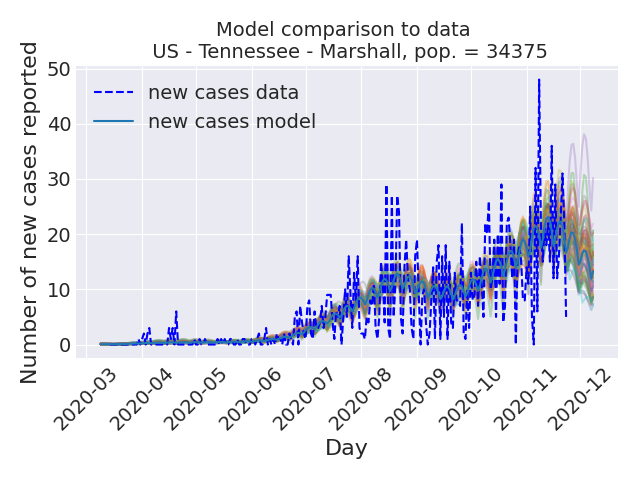 Model comparison to data
US - Tennessee - Marshall, pop. = 34375
Number of new cases reported
50
40
30
20
10
0
new cases data
new cases model
2020-03
2020-04
2020-05
2020-06
2020-07
2020-08
2020-09
2020-10
2020-11
2020-12
Day